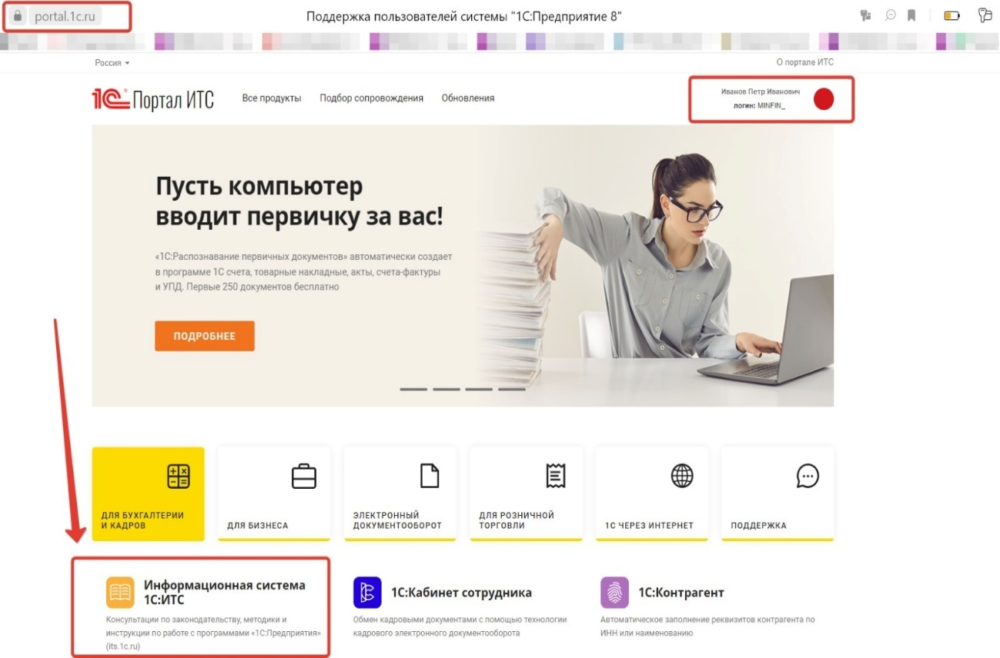 portal.1c.ru
Поддержка пользователей системы "1С:Предприятие 8"
Россия
О портале ИТС
1С Портал ИТС
Все продукты
Подбор сопровождения
Обновления
Иванов Петр Иванович
логин: MINFIN_
Пусть компьютер
вводит первичку за вас!
«1С:Распознавание первичных документов» автоматически создает
в программе 1С счета, товарные накладные, акты, счета-фактуры
и УПД. Первые 250 документов бесплатно
ПОДРОБНЕЕ
ДЛЯ БУХГАЛТЕРИИ
И КАДРОВ
ДЛЯ БИЗНЕСА
ЭЛЕКТРОННЫЙ
ДОКУМЕНТООБОРОТ
ДЛЯ РОЗНИЧНОЙ
ТОРГОВЛИ
1С ЧЕРЕЗ ИНТЕРНЕТ
ПОДДЕРЖКА
Информационная система
1С:ИТС
Консультации по законодательству, методики и
инструкции по работе с программами «1С:Предприятия»
(its.1c.ru)
1С:Кабинет сотрудника
Обмен кадровыми документами с помощью технологии
кадрового электронного документооборота
1С:Контрагент
Автоматическое заполнение реквизитов контрагента по
ИНН или наименованию